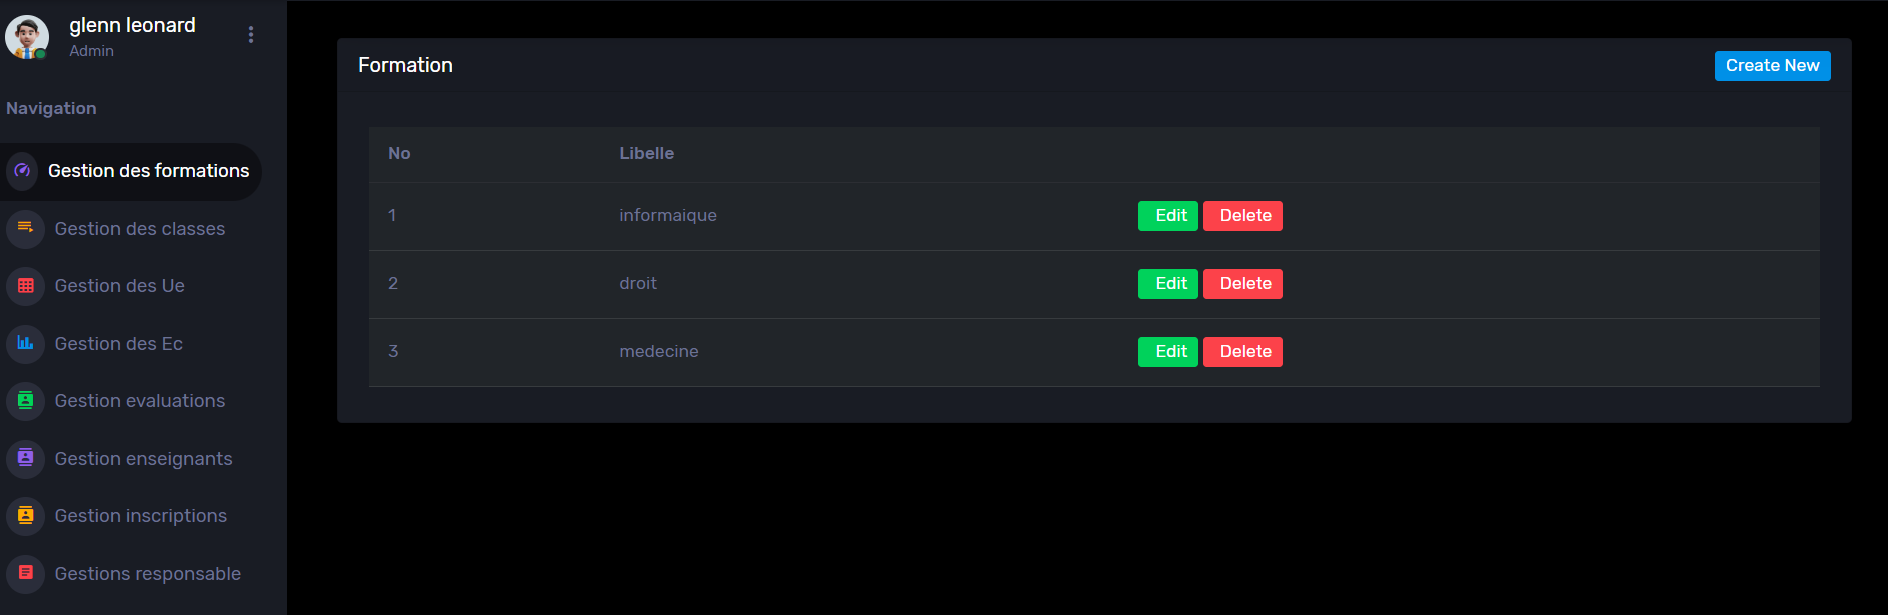 glenn leonard
Admin
Navigation
Gestion des formations
Gestion des classes
Gestion des Ue
Gestion des Ec
Gestion evaluations
Gestion enseignants
Gestion inscriptions
Gestions responsable
Formation
Create New
No Libelle
1 informaique Edit Delete
2 droit Edit Delete
3 medecine Edit Delete